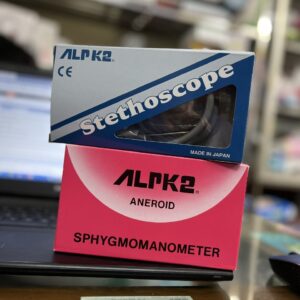 ALPK2®
CE
Stethoscope
MADE IN JAPAN
ALPK2®
ANEROID
SPHYGMOMANOMETER